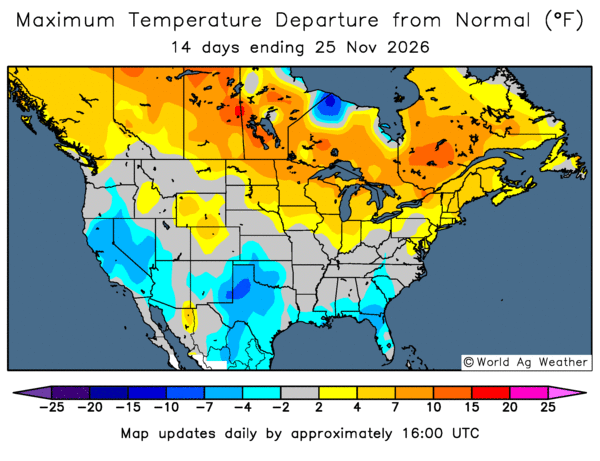 Maximum Temperature Departure from Normal (°F)
14 days ending 25 Nov 2026
© World Ag Weather
−25 −20 −15 −10 −7 −4 −2 2 4 7 10 15 20 25
Map updates daily by approximately 16:00 UTC